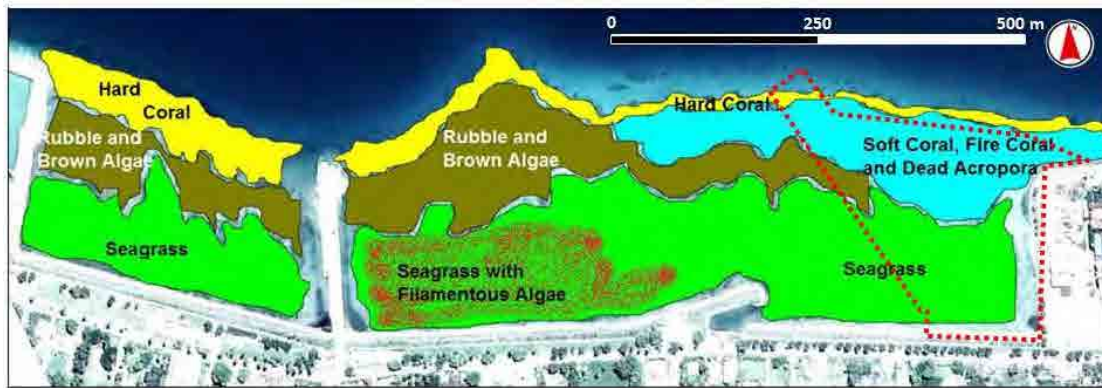 0 250 500 m
N
Hard
Coral
Hard Coral
Rubble and
Brown Algae
Rubble and
Brown Algae
Soft Coral, Fire Coral
and Dead Acropora
Seagrass
Seagrass with
Filamentous Algae
Seagrass